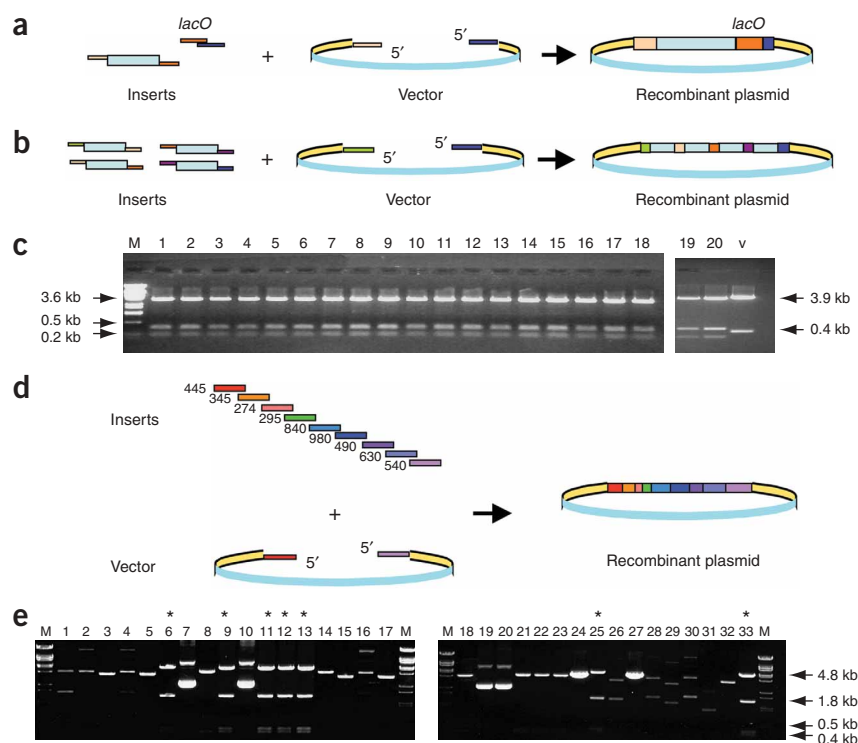 a
lacO
lacO
+
5′
5′
Inserts
Vector
Recombinant plasmid
b
+
5′
5′
Inserts
Vector
Recombinant plasmid
c
M 1 2 3 4 5 6 7 8 9 10 11 12 13 14 15 16 17 18 19 20 v
3.6 kb
3.9 kb
0.5 kb
0.4 kb
0.2 kb
d
445
345
274
Inserts
295
840
980
490
630
540
+
5′
5′
Vector
Recombinant plasmid
e
* * * * * * *
M 1 2 3 4 5 6 7 8 9 10 11 12 13 14 15 16 17 M M 18 19 20 21 22 23 24 25 26 27 28 29 30 31 32 33 M
4.8 kb
1.8 kb
0.5 kb
0.4 kb